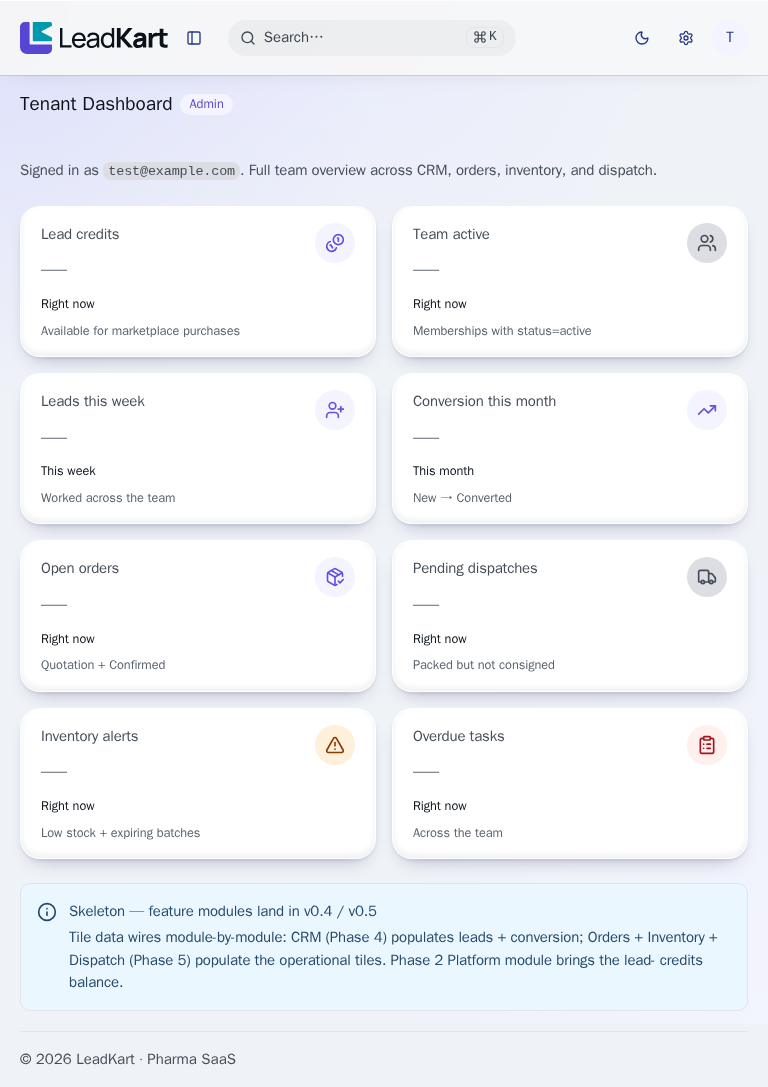 LeadKart
Search…
⌘K
T
Tenant Dashboard
Admin
Signed in as test@example.com. Full team overview across CRM, orders, inventory, and dispatch.
Lead credits
—
Right now
Available for marketplace purchases
Team active
—
Right now
Memberships with status=active
Leads this week
—
This week
Worked across the team
Conversion this month
—
This month
New → Converted
Open orders
—
Right now
Quotation + Confirmed
Pending dispatches
—
Right now
Packed but not consigned
Inventory alerts
—
Right now
Low stock + expiring batches
Overdue tasks
—
Right now
Across the team
Skeleton — feature modules land in v0.4 / v0.5
Tile data wires module-by-module: CRM (Phase 4) populates leads + conversion; Orders + Inventory +
Dispatch (Phase 5) populate the operational tiles. Phase 2 Platform module brings the lead- credits
balance.
© 2026 LeadKart · Pharma SaaS